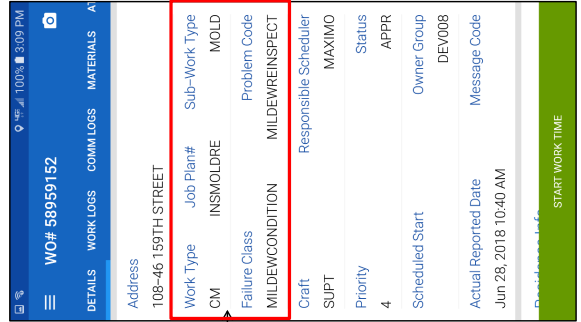 100% 3:09 PM
WO# 58959152
DETAILS WORK LOGS COMM LOGS MATERIALS
Address
108-46 159TH STREET
Work Type Job Plan# Sub-Work Type
CM INSMOLDRE MOLD
Failure Class Problem Code
MILDEWCONDITION MILDEWREINSPECT
Craft Responsible Scheduler
SUPT MAXIMO
Priority Status
4 APPR
Scheduled Start Owner Group
DEV008
Actual Reported Date Message Code
Jun 28, 2018 10:40 AM
START WORK TIME